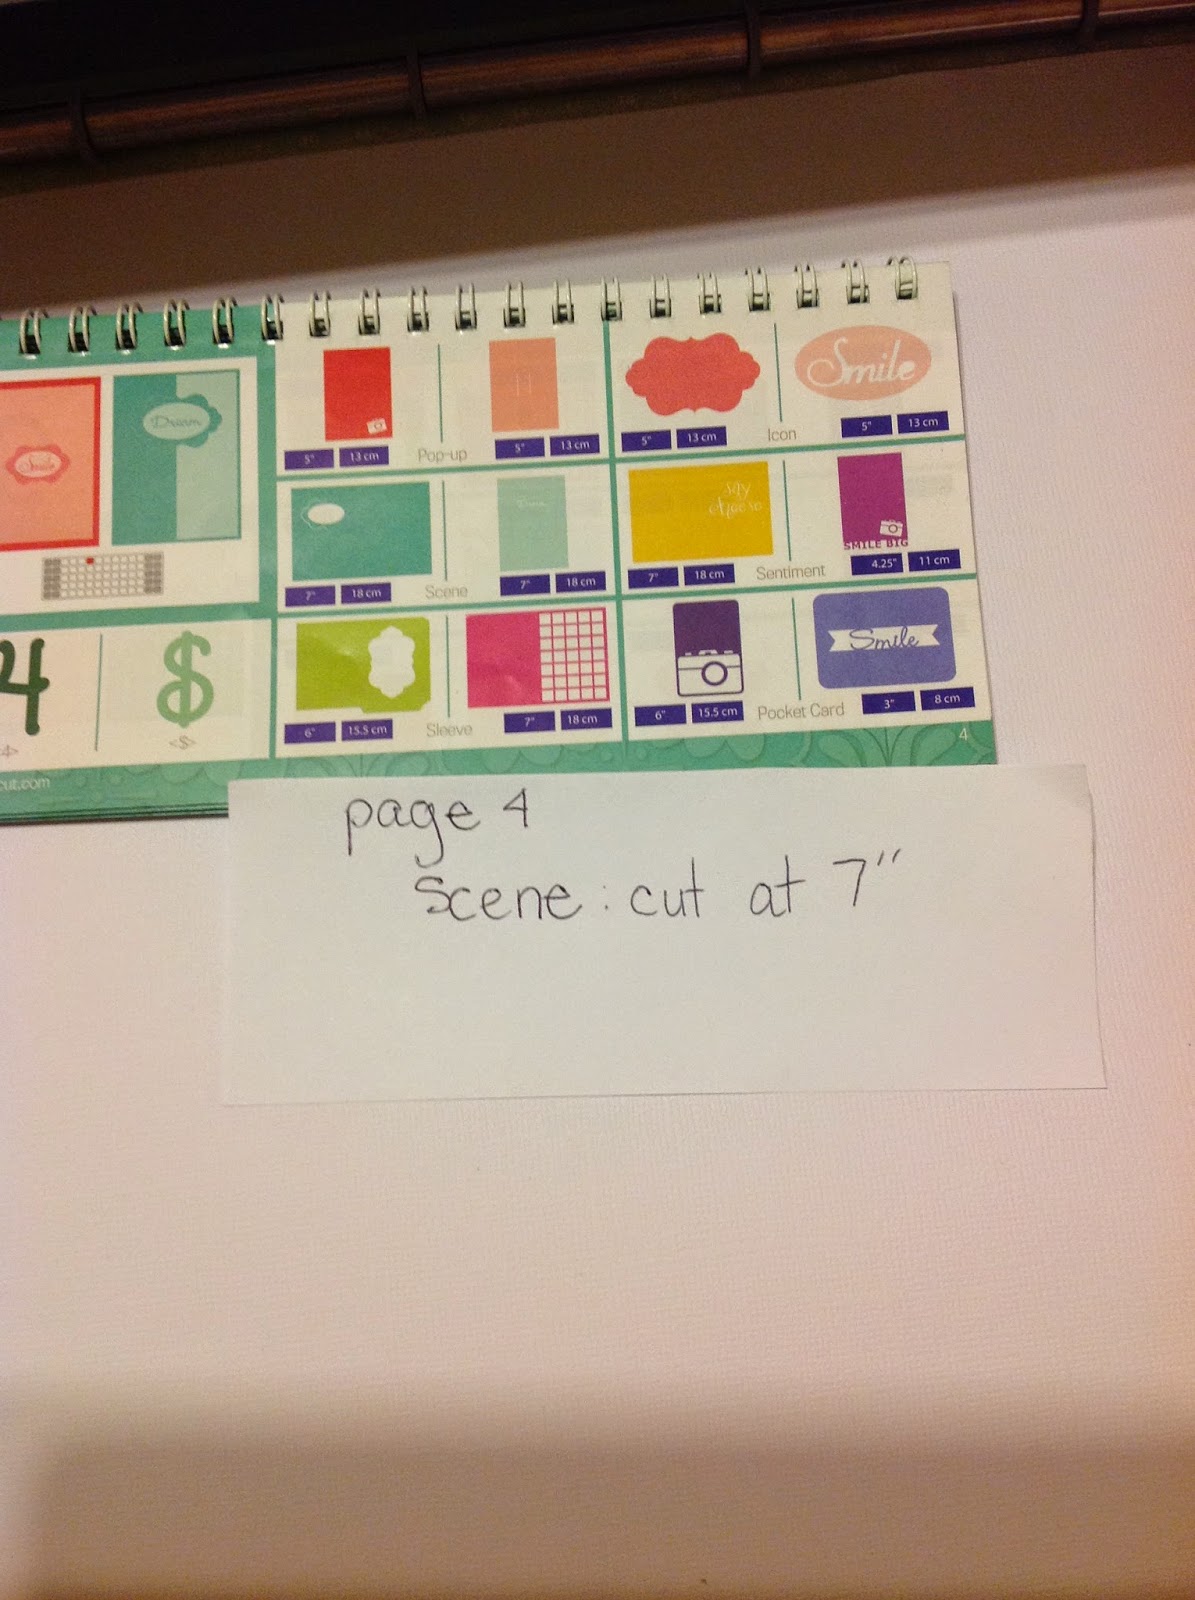 Smile
Dream
4
$
<4>
<$>
cut.com
5" 13 cm Pop-up 5" 13 cm
Smile
5" 13 cm Icon 5" 13 cm
7" 18 cm Scene 7" 18 cm
say
cheese
SMILE BIG
7" 18 cm Sentiment 4.25" 11 cm
6" 15.5 cm Sleeve 7" 18 cm
Smile
6" 15.5 cm Pocket Card 3" 8 cm
4
page 4
Scene: cut at 7"